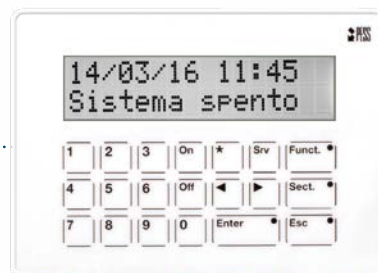 14/03/16 11:45
Sistema spento
1 2 3 On * Srv Funct.
4 5 6 Off ◄ ► Sect.
7 8 9 0 Enter Esc